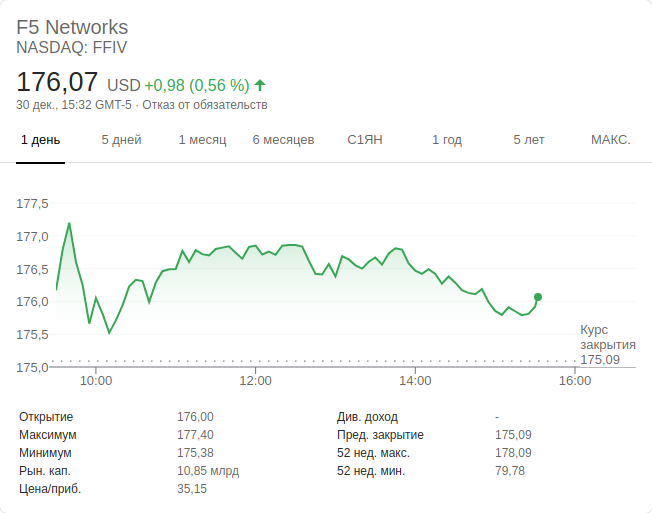 F5 Networks
NASDAQ: FFIV
176,07 USD +0,98 (0,56 %)
30 дек., 15:32 GMT-5 · Отказ от обязательств
1 день 5 дней 1 месяц 6 месяцев С1ЯН 1 год 5 лет МАКС.
177,5
177,0
176,5
176,0
175,5
175,0
Курс
закрытия
175,09
10:00 12:00 14:00 16:00
Открытие 176,00 Див. доход -
Максимум 177,40 Пред. закрытие 175,09
Минимум 175,38 52 нед. макс. 178,09
Рын. кап. 10,85 млрд 52 нед. мин. 79,78
Цена/приб. 35,15